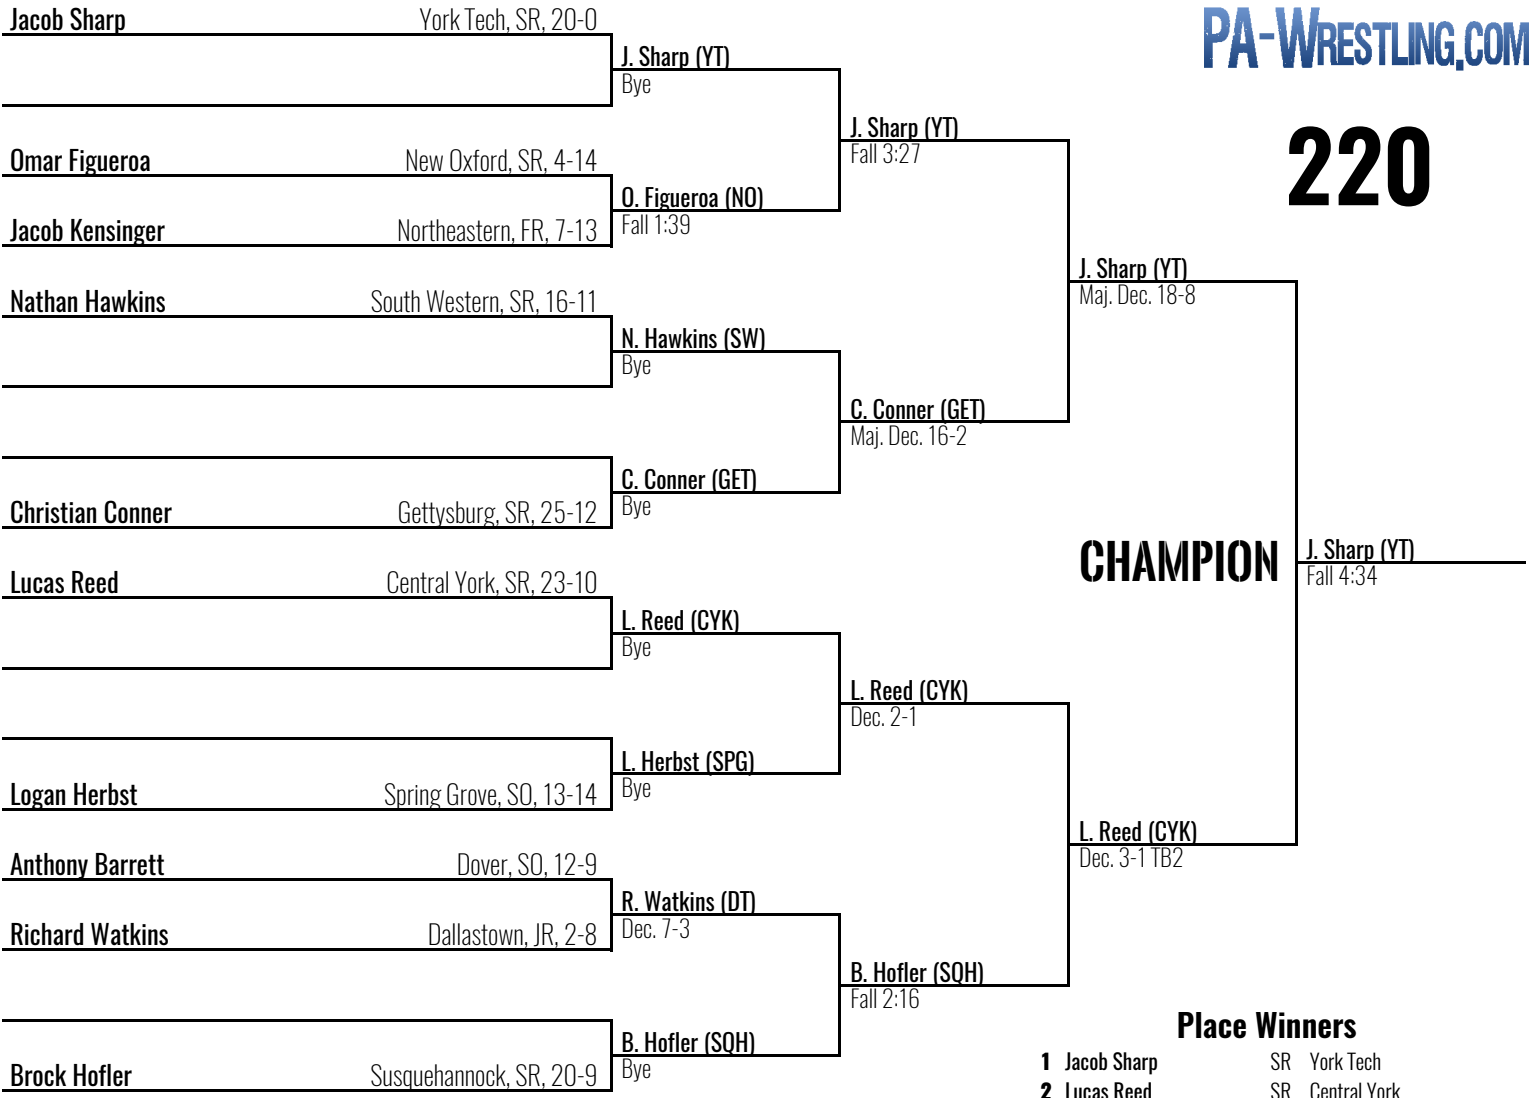 Jacob Sharp York Tech, SR, 20-0
J. Sharp (YT)
Bye
Omar Figueroa New Oxford, SR, 4-14
O. Figueroa (NO)
Fall 1:39
Jacob Kensinger Northeastern, FR, 7-13
Nathan Hawkins South Western, SR, 16-11
N. Hawkins (SW)
Bye
C. Conner (GET)
Bye
Christian Conner Gettysburg, SR, 25-12
Lucas Reed Central York, SR, 23-10
L. Reed (CYK)
Bye
L. Herbst (SPG)
Bye
Logan Herbst Spring Grove, SO, 13-14
Anthony Barrett Dover, SO, 12-9
R. Watkins (DT)
Dec. 7-3
Richard Watkins Dallastown, JR, 2-8
B. Hofler (SQH)
Bye
Brock Hofler Susquehannock, SR, 20-9
J. Sharp (YT)
Fall 3:27
C. Conner (GET)
Maj. Dec. 16-2
L. Reed (CYK)
Dec. 2-1
B. Hofler (SQH)
Fall 2:16
J. Sharp (YT)
Maj. Dec. 18-8
L. Reed (CYK)
Dec. 3-1 TB2
CHAMPION
J. Sharp (YT)
Fall 4:34
PA-WRESTLING.COM
220
Place Winners
1 Jacob Sharp SR York Tech
2 Lucas Reed SR Central York